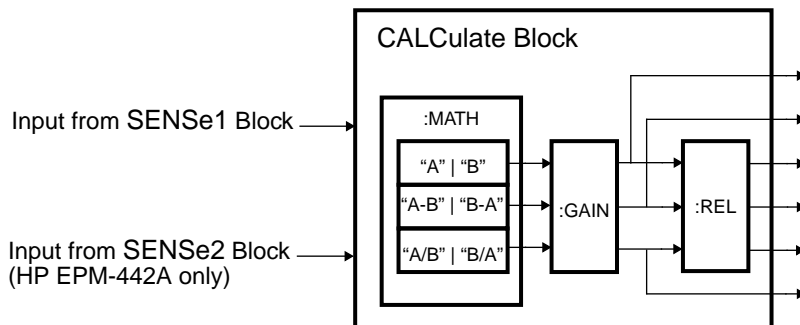 CALCulate Block
Input from SENSe1 Block
:MATH
“A” | “B”
“A-B” | “B-A”
:GAIN
:REL
“A/B” | “B/A”
Input from SENSe2 Block
(HP EPM-442A only)